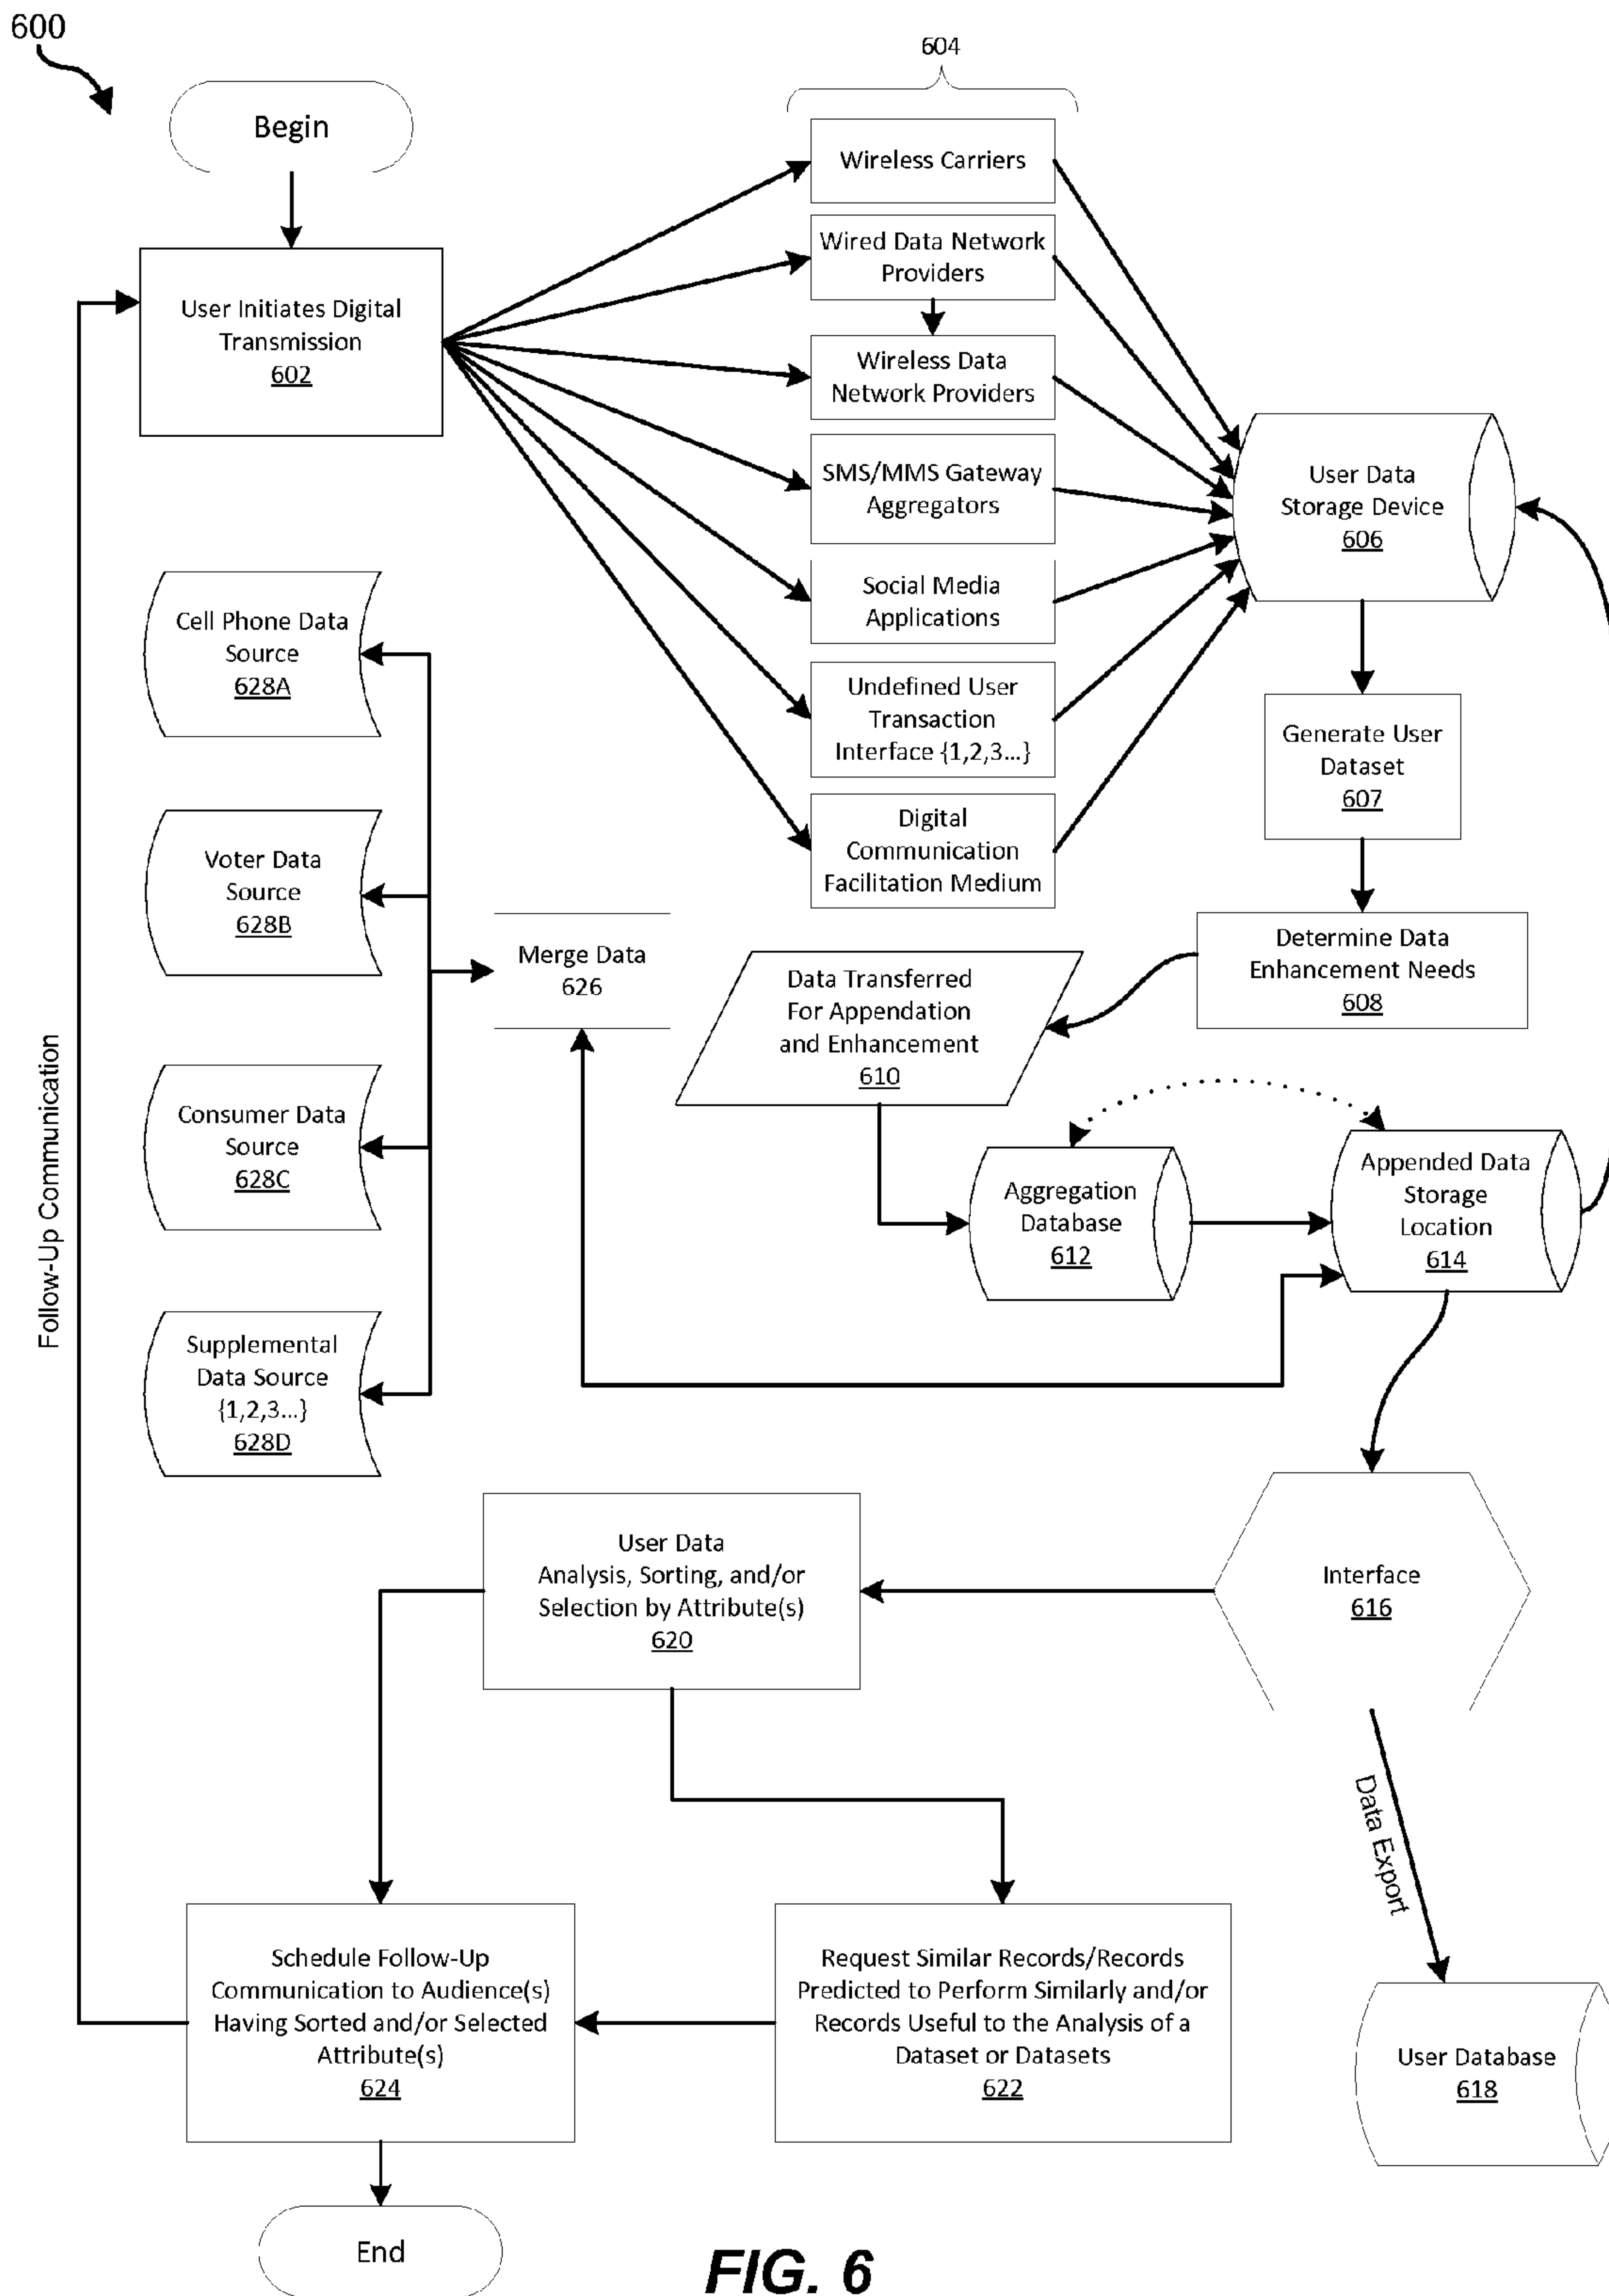 600
604
Begin
Wireless Carriers
Wired Data Network
Providers
User Initiates Digital
Transmission
602
Wireless Data
Network Providers
SMS/MMS Gateway
Aggregators
User Data
Storage Device
606
Social Media
Applications
Cell Phone Data
Source
628A
Undefined User
Transaction
Interface {1,2,3...}
Generate User
Dataset
607
Digital
Communication
Facilitation Medium
Voter Data
Source
628B
Merge Data
626
Determine Data
Enhancement Needs
608
Data Transferred
For Appendation
and Enhancement
610
Follow-Up Communication
Consumer Data
Source
628C
Aggregation
Database
612
Appended Data
Storage
Location
614
Supplemental
Data Source
{1,2,3...}
628D
User Data
Analysis, Sorting, and/or
Selection by Attribute(s)
620
Interface
616
Data Export
Schedule Follow-Up
Communication to Audience(s)
Having Sorted and/or Selected
Attribute(s)
624
Request Similar Records/Records
Predicted to Perform Similarly and/or
Records Useful to the Analysis of a
Dataset or Datasets
622
User Database
618
End
FIG. 6